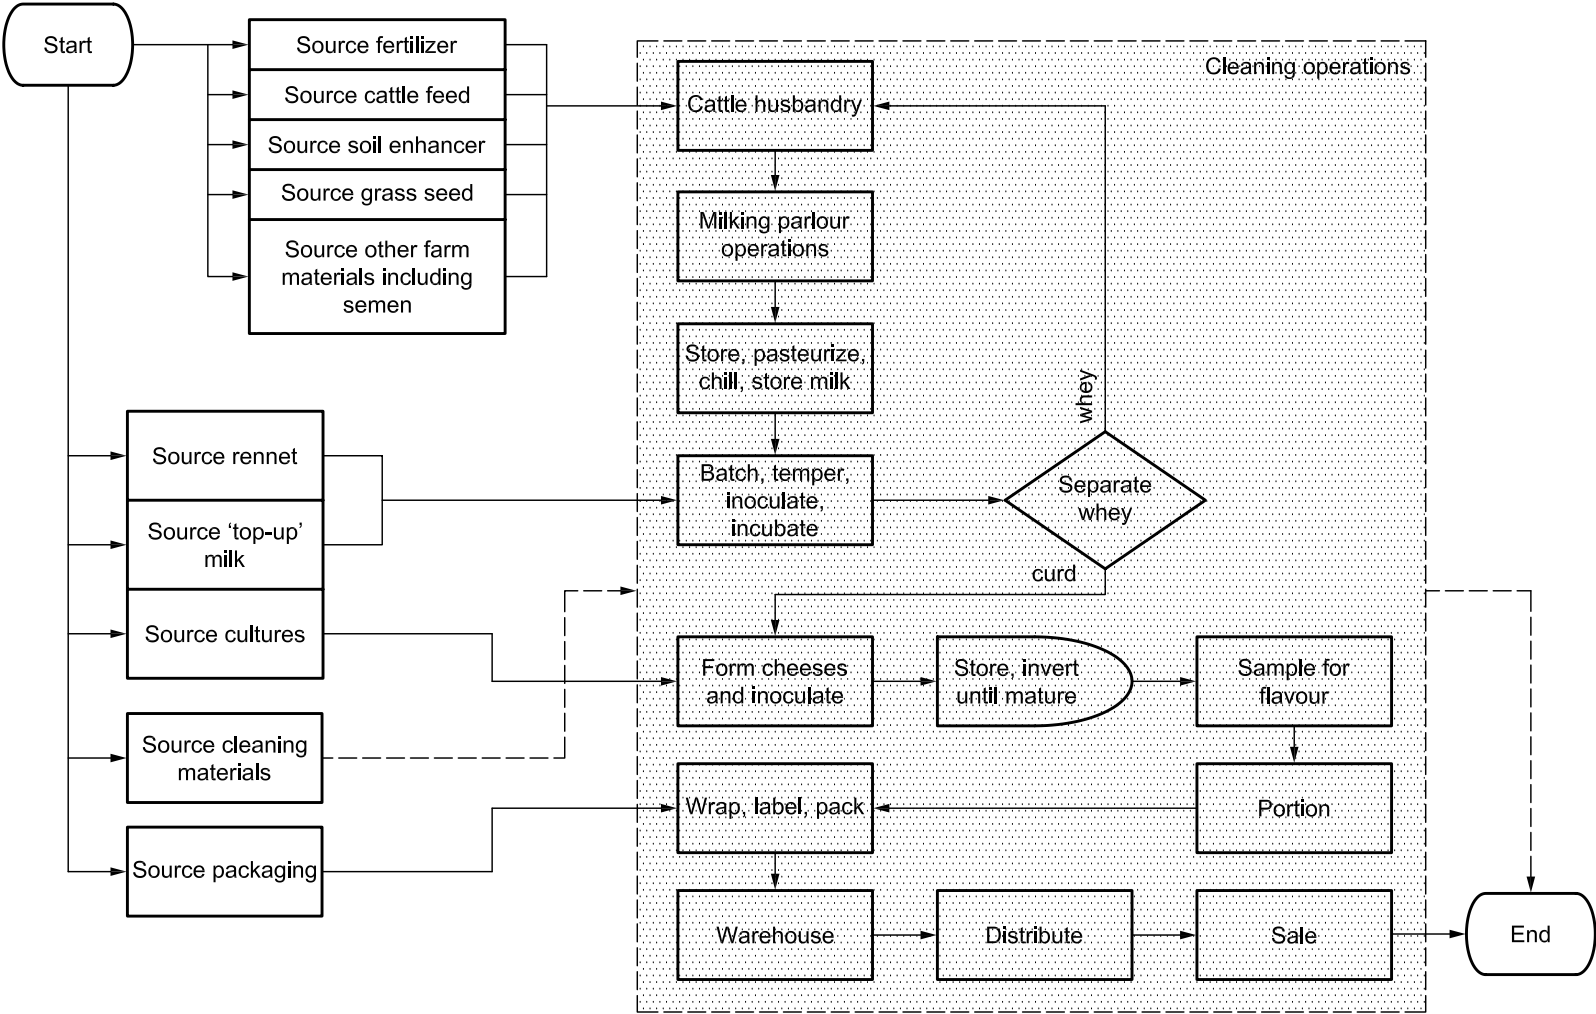 Start
Source fertilizer
Source cattle feed
Source soil enhancer
Source grass seed
Source other farm
materials including
semen
Cleaning operations
Cattle husbandry
Milking parlour
operations
Store, pasteurize,
chill, store milk
whey
Source rennet
Source ‘top-up’
milk
Source cultures
Batch, temper,
inoculate,
incubate
Separate
whey
curd
Form cheeses
and inoculate
Store, invert
until mature
Sample for
flavour
Source cleaning
materials
Wrap, label, pack
Portion
Source packaging
Warehouse
Distribute
Sale
End